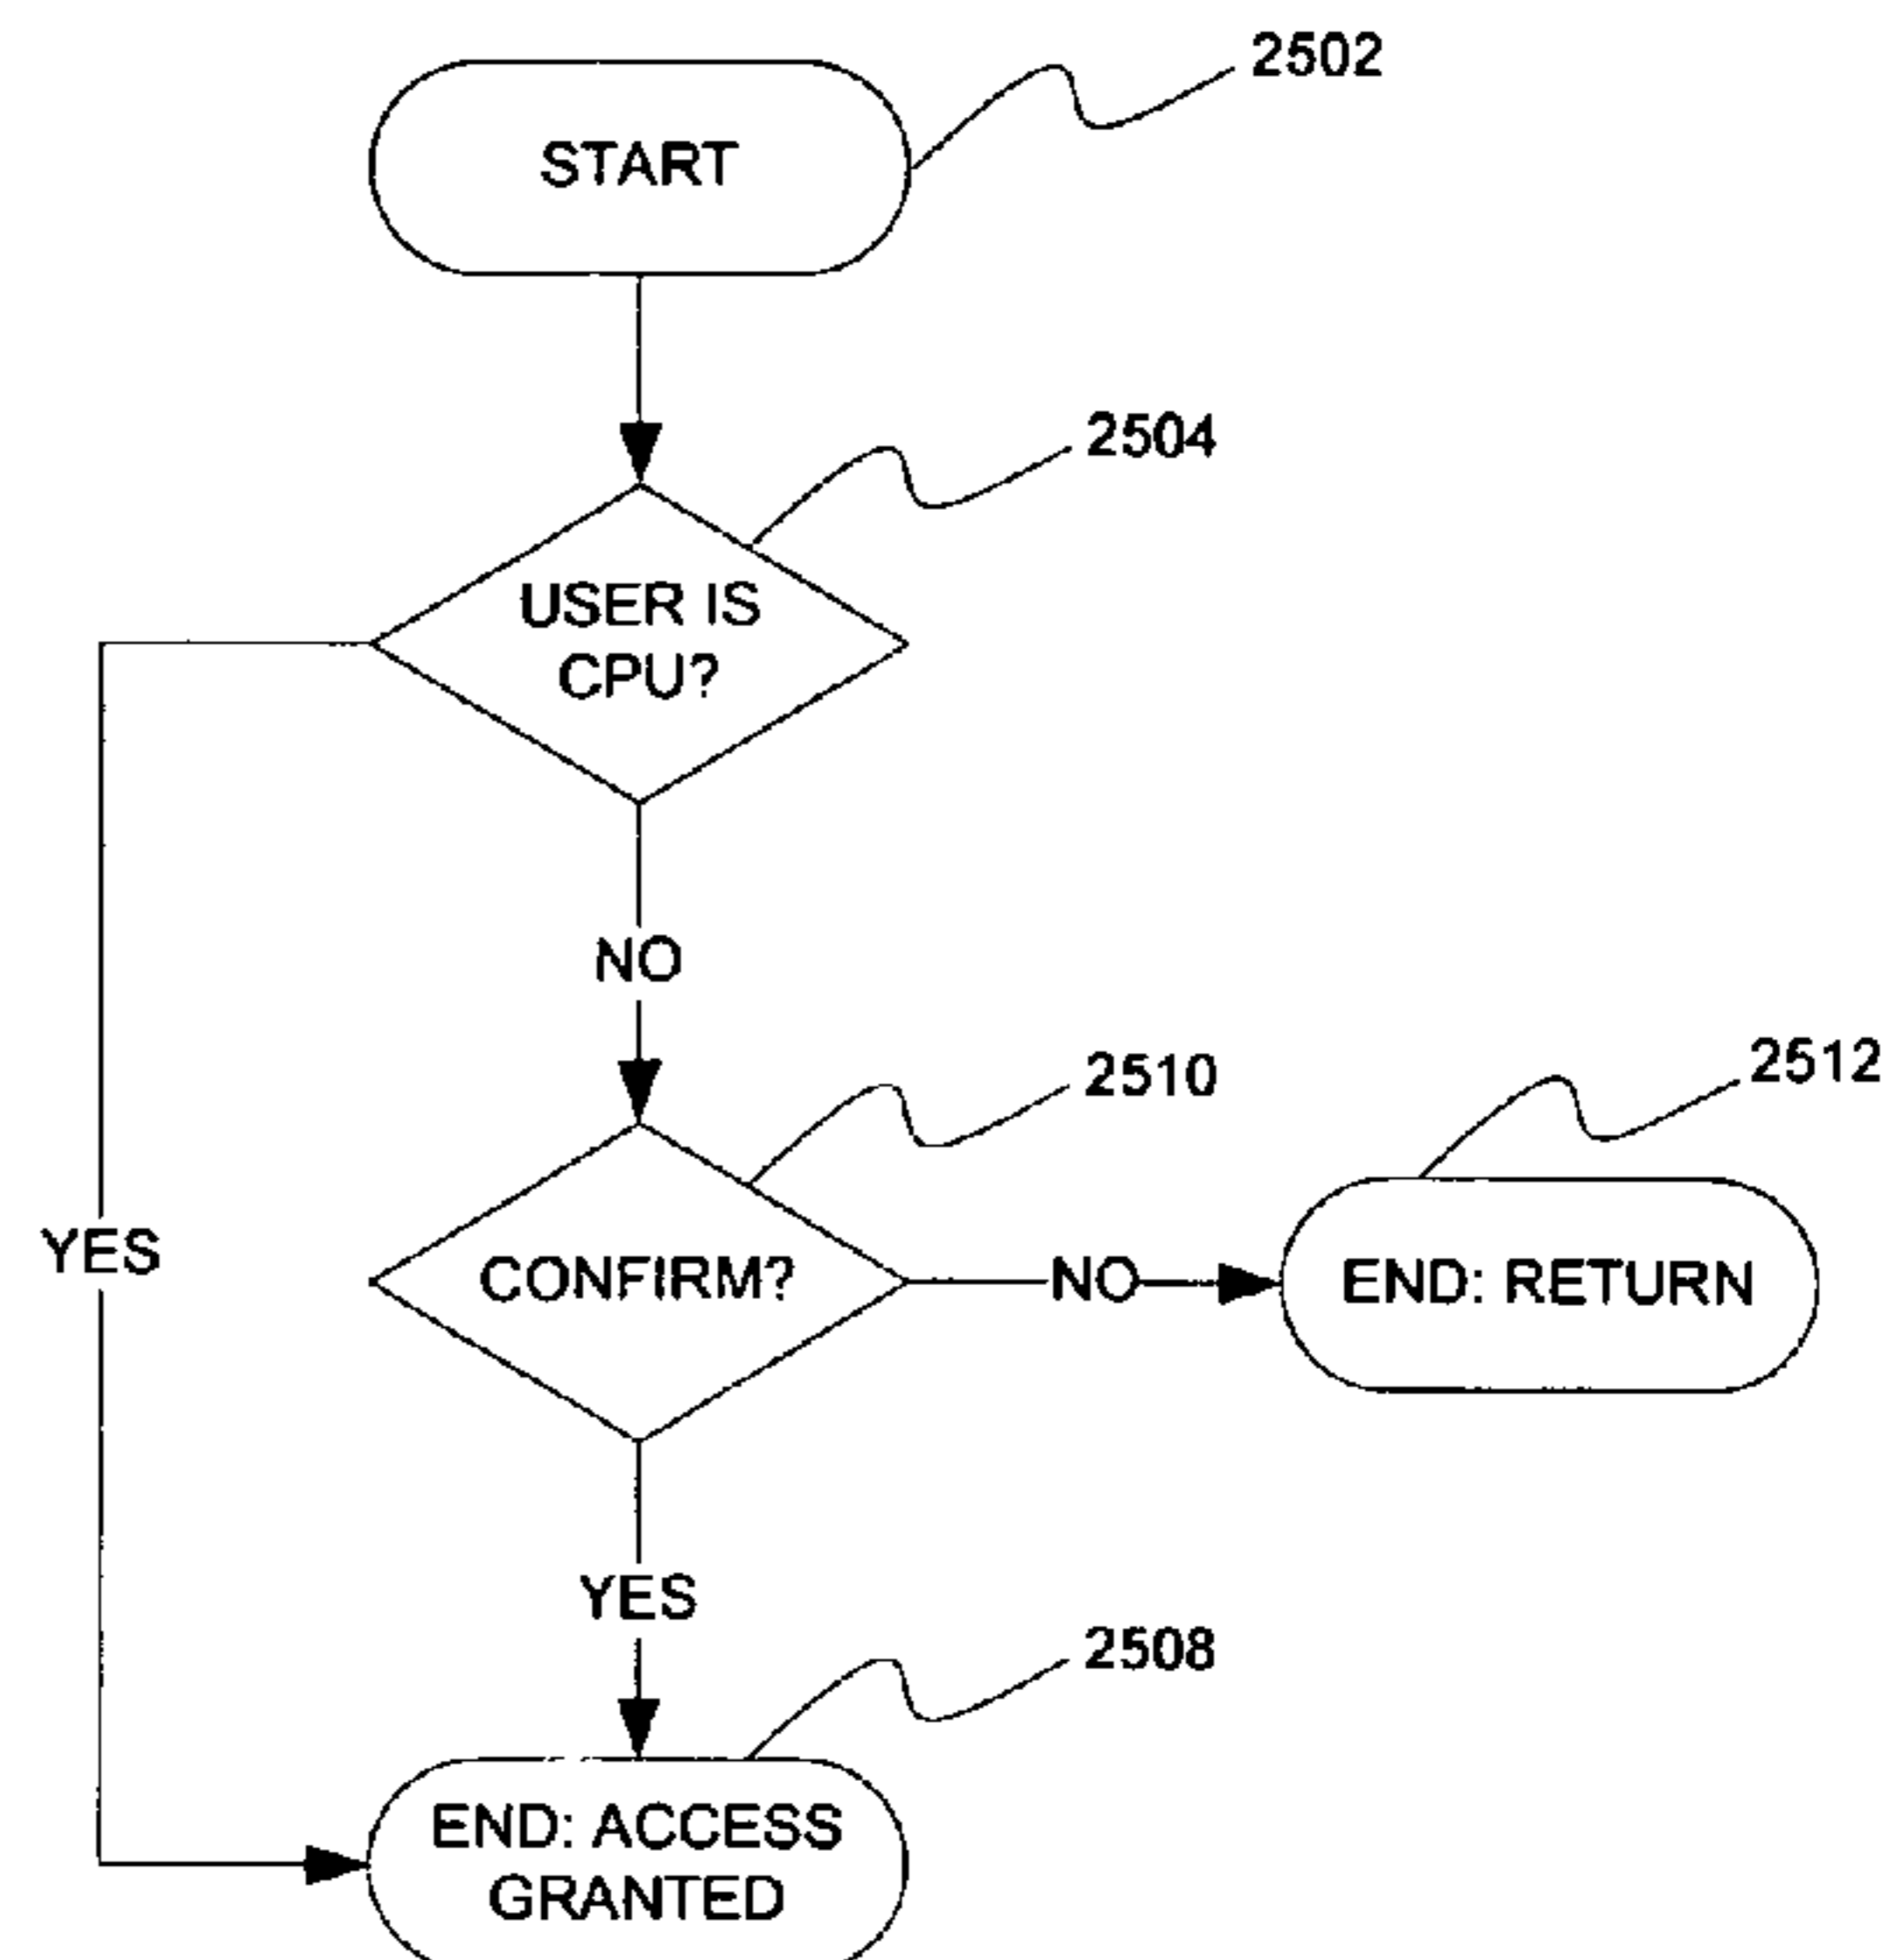 2502
START
2504
USER IS
CPU?
NO
2510
2512
YES
CONFIRM?
NO
END: RETURN
YES
2508
END: ACCESS
GRANTED